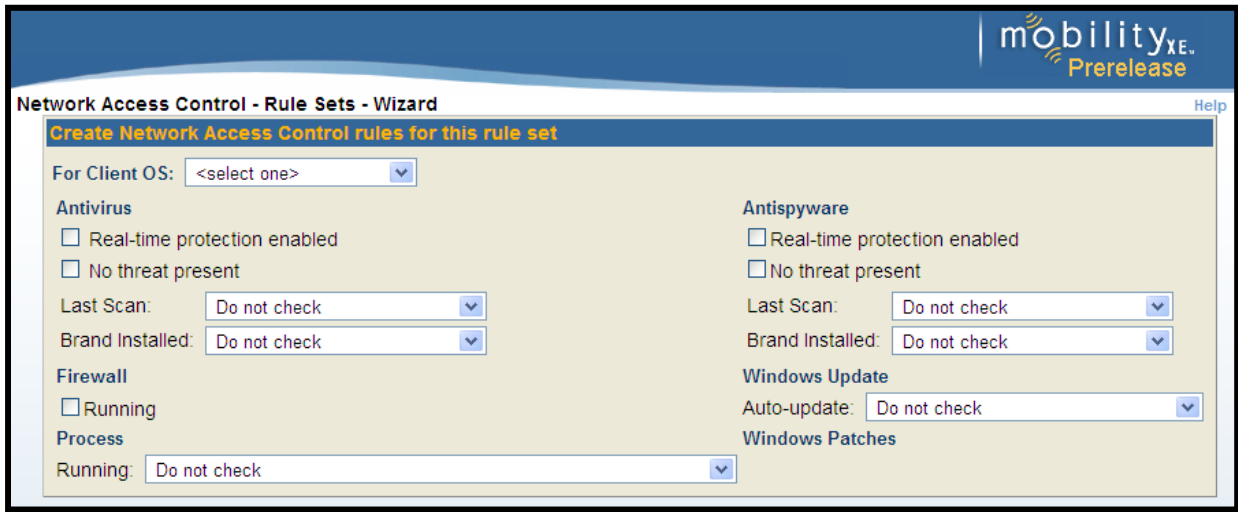 mobility XE™
Prerelease
Network Access Control - Rule Sets - Wizard
Help
Create Network Access Control rules for this rule set
For Client OS: <select one>
Antivirus
Real-time protection enabled
No threat present
Last Scan: Do not check
Brand Installed: Do not check
Antispyware
Real-time protection enabled
No threat present
Last Scan: Do not check
Brand Installed: Do not check
Firewall
Running
Windows Update
Auto-update: Do not check
Process
Running: Do not check
Windows Patches